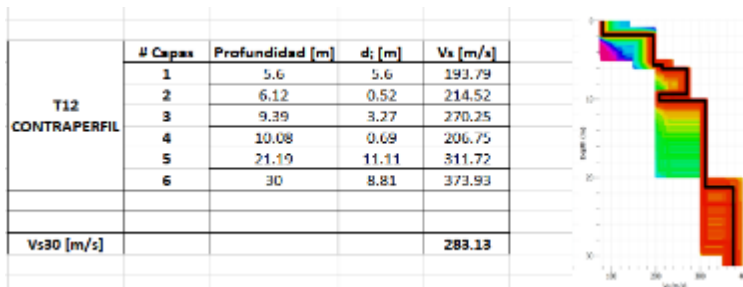 # Capas Profundidad [m] di [m] Vs [m/s]
T12 CONTRAPERFIL
1 5.6 5.6 193.79
2 6.12 0.52 214.52
3 9.39 3.27 270.25
4 10.08 0.69 206.75
5 21.19 11.11 311.72
6 30 8.81 373.93
Vs30 [m/s] 283.13